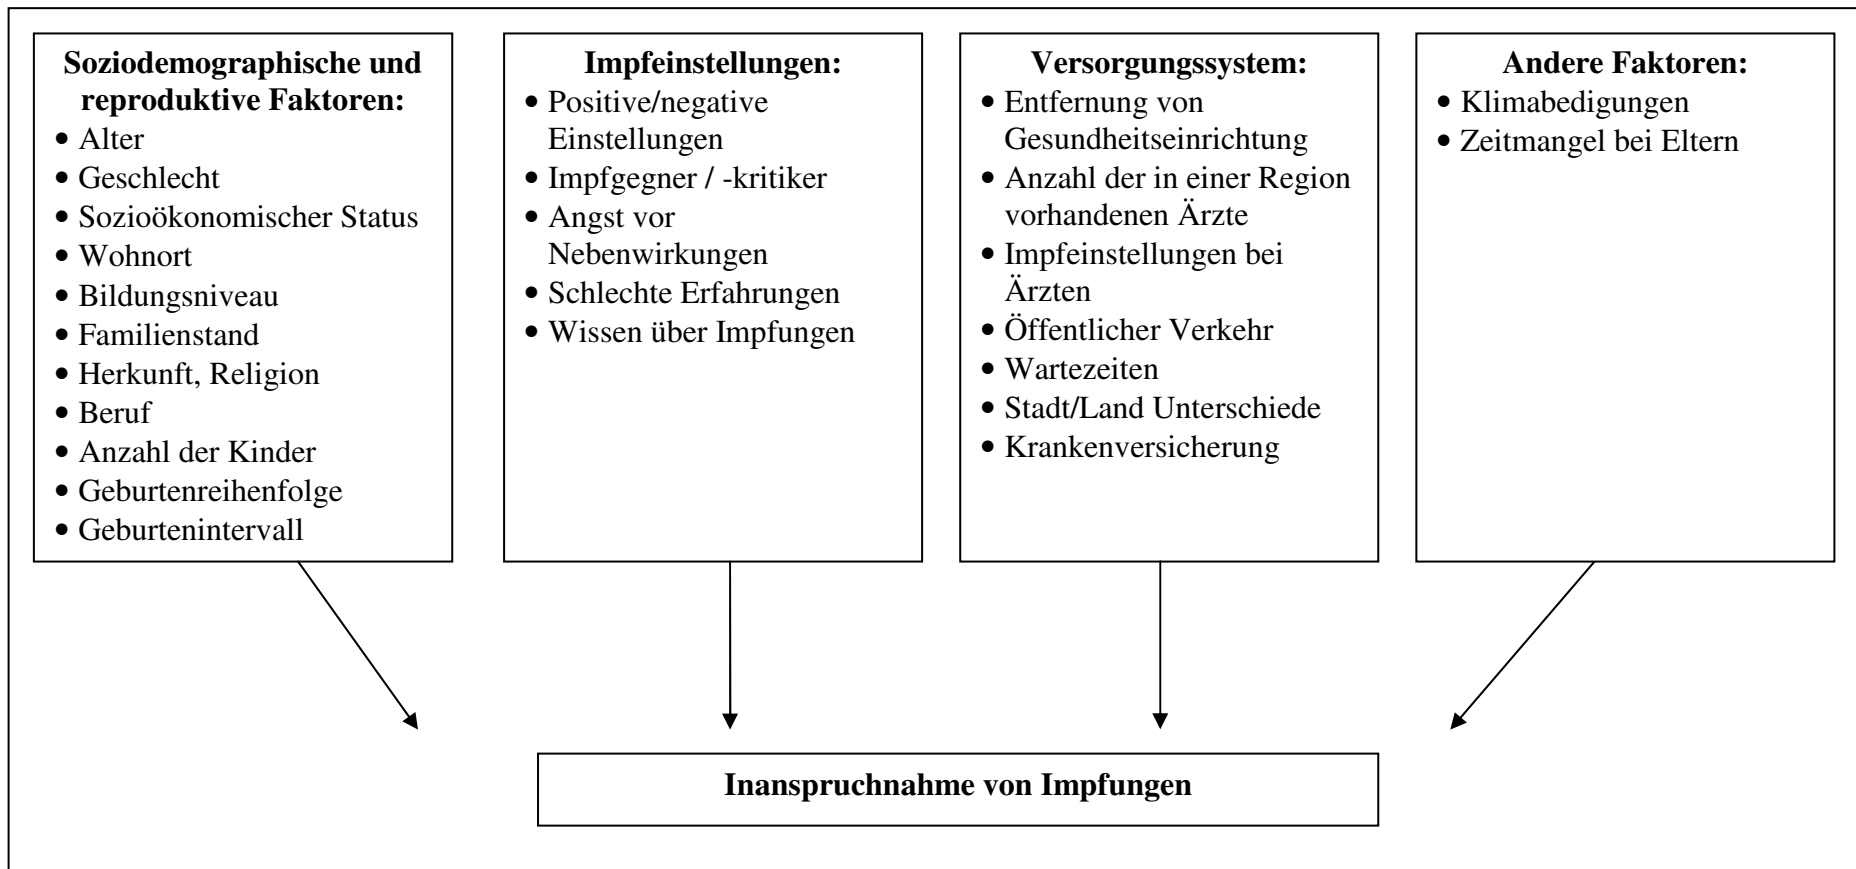 Soziodemographische und
reproduktive Faktoren:
• Alter
• Geschlecht
• Sozioökonomischer Status
• Wohnort
• Bildungsniveau
• Familienstand
• Herkunft, Religion
• Beruf
• Anzahl der Kinder
• Geburtenreihenfolge
• Geburtenintervall
Impfeinstellungen:
• Positive/negative
Einstellungen
• Impfgegner / -kritiker
• Angst vor
Nebenwirkungen
• Schlechte Erfahrungen
• Wissen über Impfungen
Versorgungssystem:
• Entfernung von
Gesundheitseinrichtung
• Anzahl der in einer Region
vorhandenen Ärzte
• Impfeinstellungen bei
Ärzten
• Öffentlicher Verkehr
• Wartezeiten
• Stadt/Land Unterschiede
• Krankenversicherung
Andere Faktoren:
• Klimabedigungen
• Zeitmangel bei Eltern
Inanspruchnahme von Impfungen